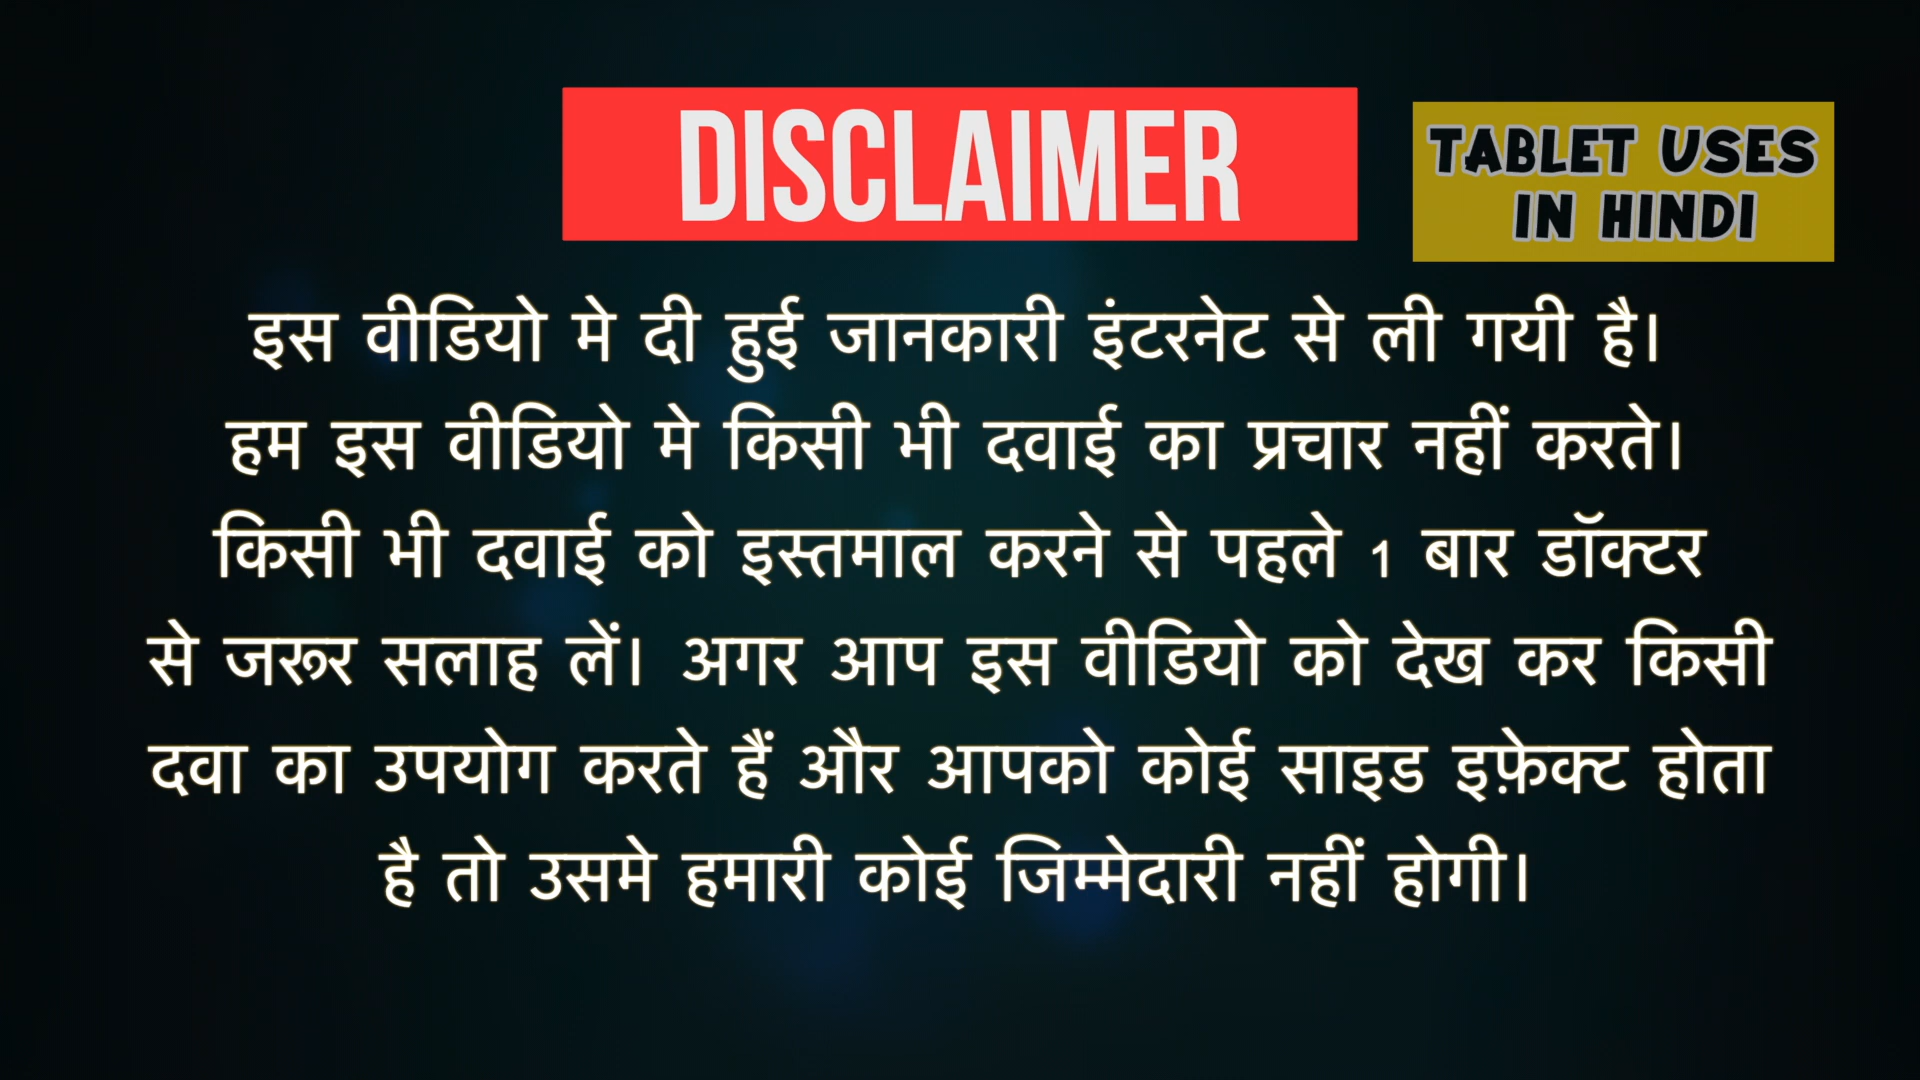 DISCLAIMER
TABLET USES
IN HINDI
इस वीडियो मे दी हुई जानकारी इंटरनेट से ली गयी है।
हम इस वीडियो मे किसी भी दवाई का प्रचार नहीं करते।
किसी भी दवाई को इस्तमाल करने से पहले 1 बार डॉक्टर
से जरूर सलाह लें। अगर आप इस वीडियो को देख कर किसी
दवा का उपयोग करते हैं और आपको कोई साइड इफ़ेक्ट होता
है तो उसमे हमारी कोई जिम्मेदारी नहीं होगी।